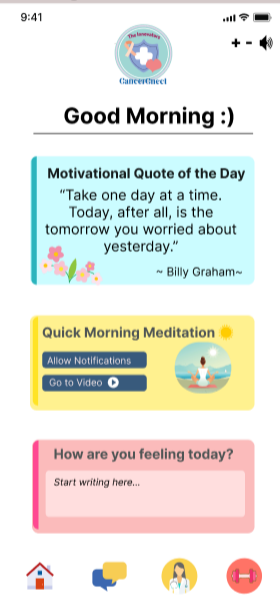 9:41
The Innovators
CancerCnect
+ -
Good Morning :)
Motivational Quote of the Day
“Take one day at a time.
Today, after all, is the
tomorrow you worried about
yesterday.”
~ Billy Graham~
Quick Morning Meditation
Allow Notifications
Go to Video
How are you feeling today?
Start writing here...